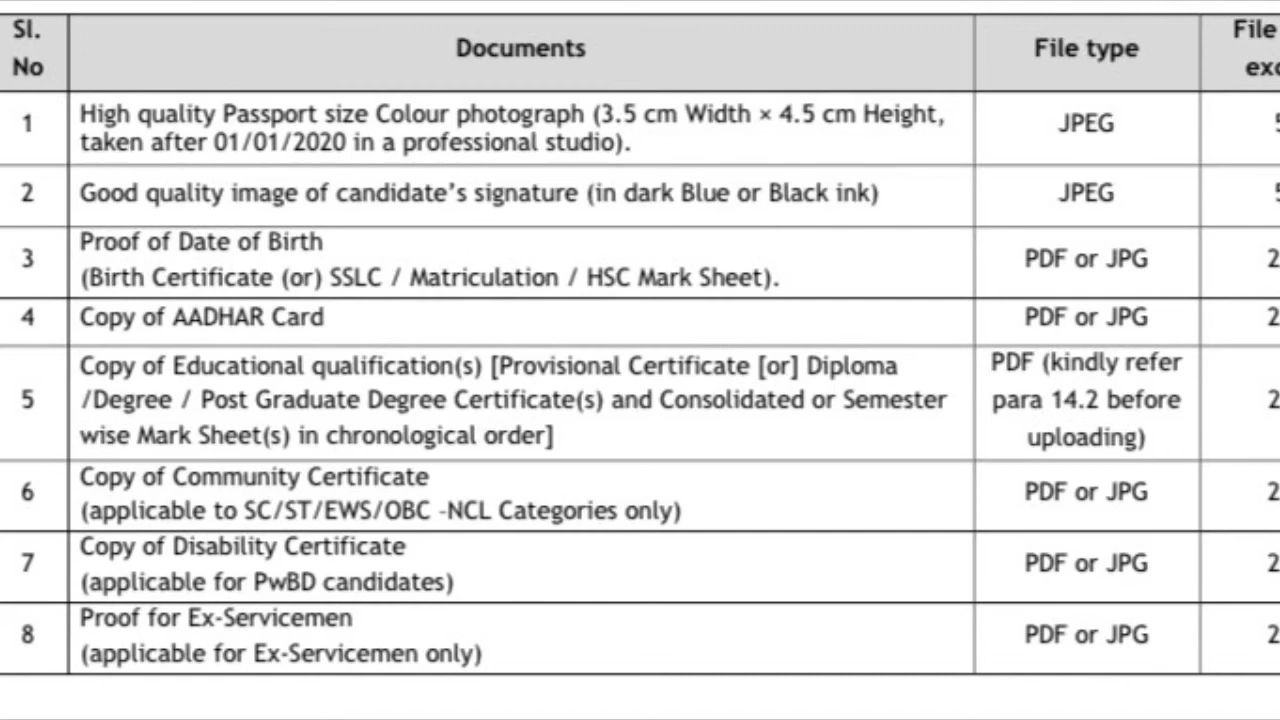 Sl.
No
Documents
File type
File
1
High quality Passport size Colour photograph (3.5 cm Width × 4.5 cm Height,
taken after 01/01/2020 in a professional studio).
JPEG
2
Good quality image of candidate's signature (in dark Blue or Black ink)
JPEG
3
Proof of Date of Birth
(Birth Certificate (or) SSLC / Matriculation / HSC Mark Sheet).
PDF or JPG
2
4
Copy of AADHAR Card
PDF or JPG
2
5
Copy of Educational qualification(s) [Provisional Certificate [or] Diploma
/Degree / Post Graduate Degree Certificate(s) and Consolidated or Semester
wise Mark Sheet(s) in chronological order]
PDF (kindly refer
para 14.2 before
uploading)
2
6
Copy of Community Certificate
(applicable to SC/ST/EWS/OBC -NCL Categories only)
PDF or JPG
2
7
Copy of Disability Certificate
(applicable for PwBD candidates)
PDF or JPG
2
8
Proof for Ex-Servicemen
(applicable for Ex-Servicemen only)
PDF or JPG
2